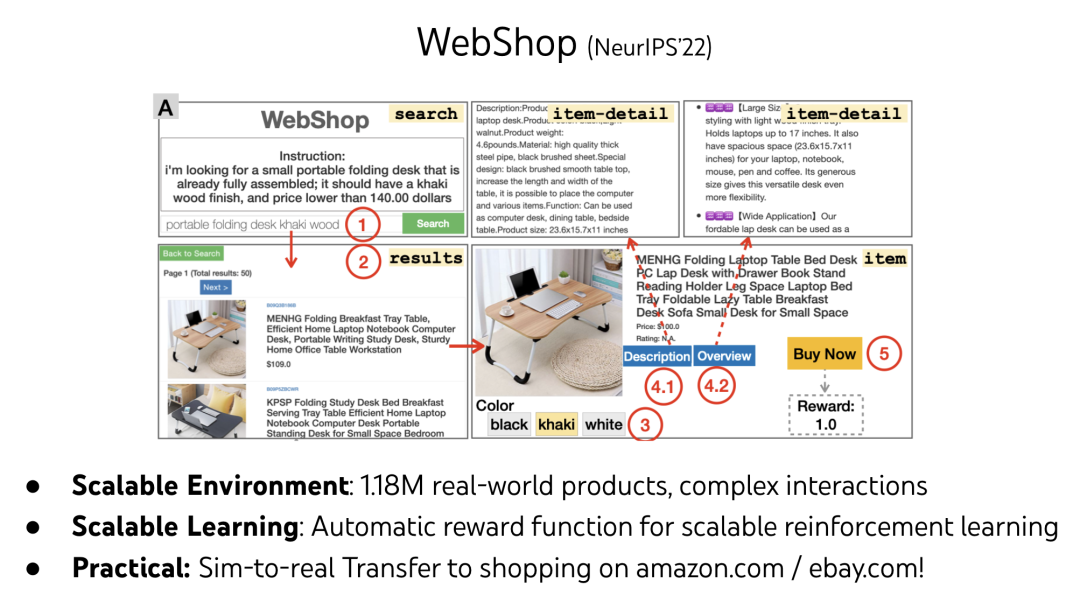 WebShop (NeurIPS’22)
A
WebShop
search
Instruction:
i'm looking for a small portable folding desk that is
already fully assembled; it should have a khaki
wood finish, and price lower than 140.00 dollars
portable folding desk khaki wood
1
Search
item-detail
Description:Produc
laptop desk.Product
walnut.Product weight:
4.6pounds.Material: high quality thick
steel pipe, black brushed sheet.Special
design: black brushed smooth table top,
increase the length and width of the
table, it is possible to place the computer
and various items.Function: Can be used
as computer desk, dining table, bedside
table.Product size: 23.6x15.7x11 inches
item-detail
【Large Siz
styling with light wood
Holds laptops up to 17 inches. It also
have spacious space (23.6x15.7x11
inches) for your laptop, notebook,
mouse, pen and coffee. Its generous
size gives this versatile desk even
more flexibility.
【Wide Application】Our
fordable lap desk can be used as a
Back to Search
2
results
Page 1 (Total results: 50)
Next >
MENHG Folding Breakfast Tray Table,
Efficient Home Laptop Notebook Computer
Desk, Portable Writing Study Desk, Sturdy
Home Office Table Workstation
$109.0
KPSP Folding Study Desk Bed Breakfast
Serving Tray Table Efficient Home Laptop
Notebook Computer Desk Portable
Standing Desk for Small Space Bedroom
item
MENHG Folding Laptop Table Bed Desk
PC Lap Desk with Drawer Book Stand
Reading Holder Leg Space Laptop Bed
Tray Foldable Lazy Table Breakfast
Desk Sofa Small Desk for Small Space
Price: $100.0
Rating: N.A.
Description
Overview
4.1
4.2
Buy Now
5
Reward:
1.0
Color
black
khaki
white
3
● Scalable Environment: 1.18M real-world products, complex interactions
● Scalable Learning: Automatic reward function for scalable reinforcement learning
● Practical: Sim-to-real Transfer to shopping on amazon.com / ebay.com!